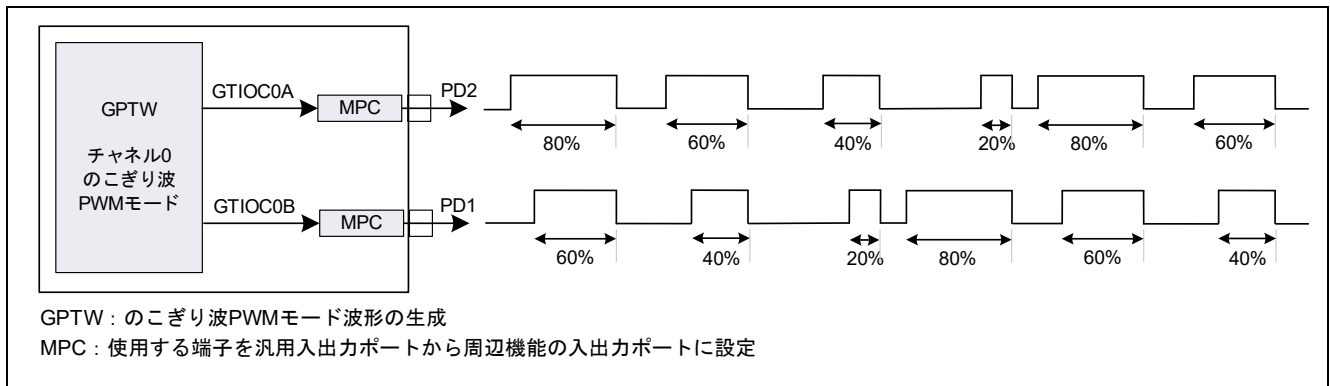 GPTW
チャネル0
のこぎり波
PWMモード
GTIOC0A
MPC
PD2
80%
60%
40%
20%
80%
60%
GTIOC0B
MPC
PD1
60%
40%
20%
80%
60%
40%
GPTW：のこぎり波PWMモード波形の生成
MPC：使用する端子を汎用入出力ポートから周辺機能の入出力ポートに設定